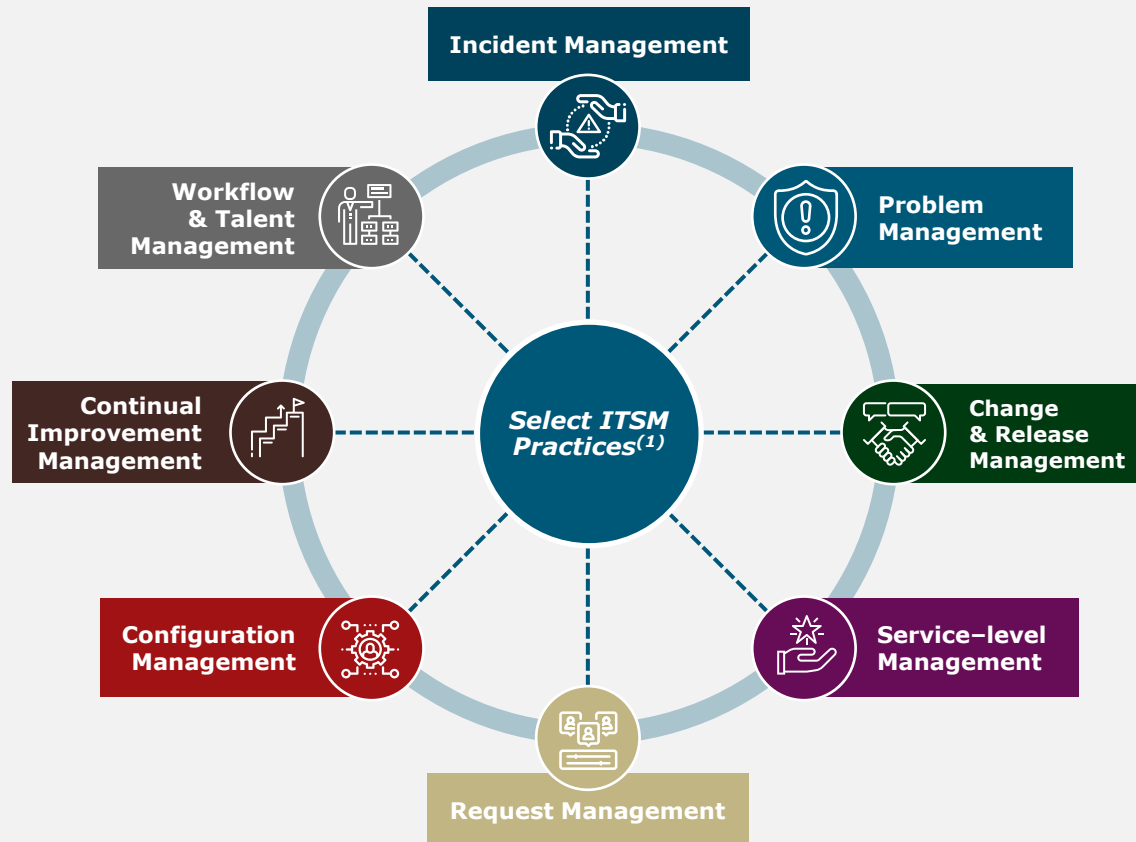 Incident Management
Workflow
& Talent
Management
Problem
Management
Continual
Improvement
Management
Select ITSM
Practices(1)
Change
& Release
Management
Configuration
Management
Service–level
Management
Request Management